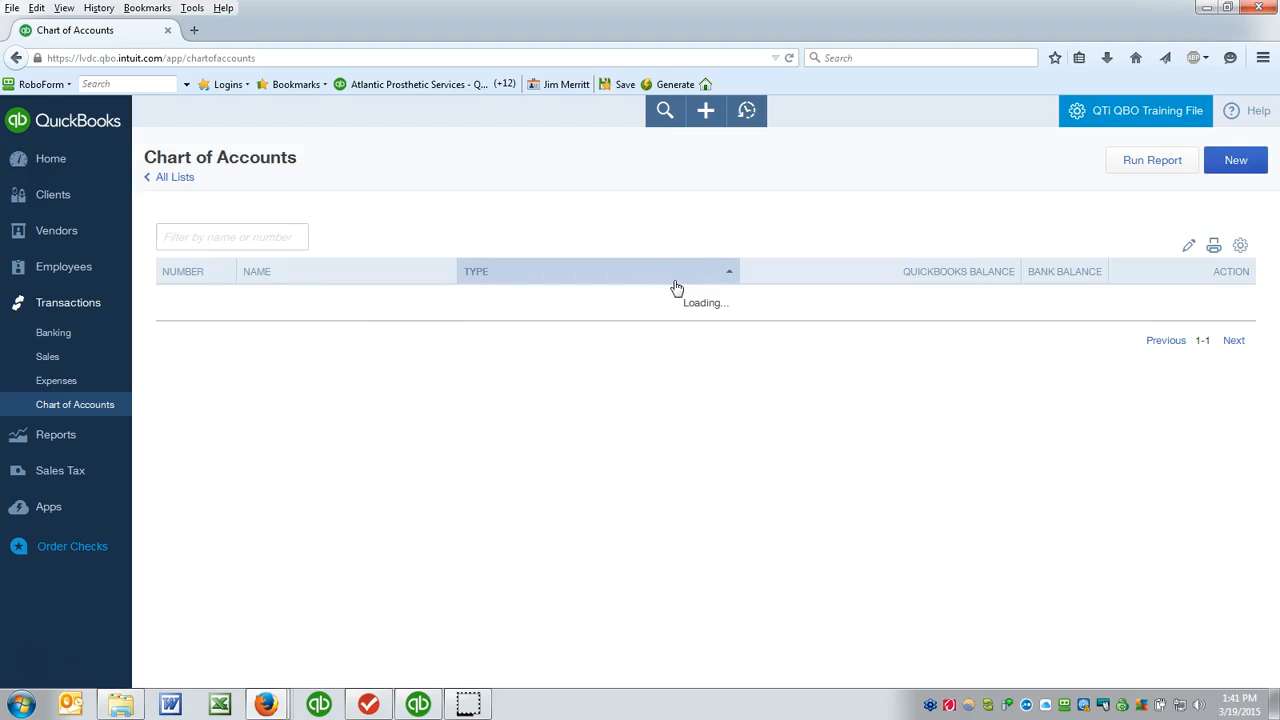 File Edit View History Bookmarks Tools Help
Chart of Accounts
https://lvdc.qbo.intuit.com/app/chartofaccounts
Search
RoboForm
Search
Logins
Bookmarks
Atlantic Prosthetic Services - Q... (+12)
Jim Merritt
Save
Generate
quickbooks
QTi QBO Training File
Help
Home
Clients
Vendors
Employees
Transactions
Banking
Sales
Expenses
Chart of Accounts
Reports
Sales Tax
Apps
Order Checks
Chart of Accounts
All Lists
Run Report
New
Filter by name or number
NUMBER NAME TYPE QUICKBOOKS BALANCE BANK BALANCE ACTION
Loading...
Previous 1-1 Next
1:41 PM
3/19/2015